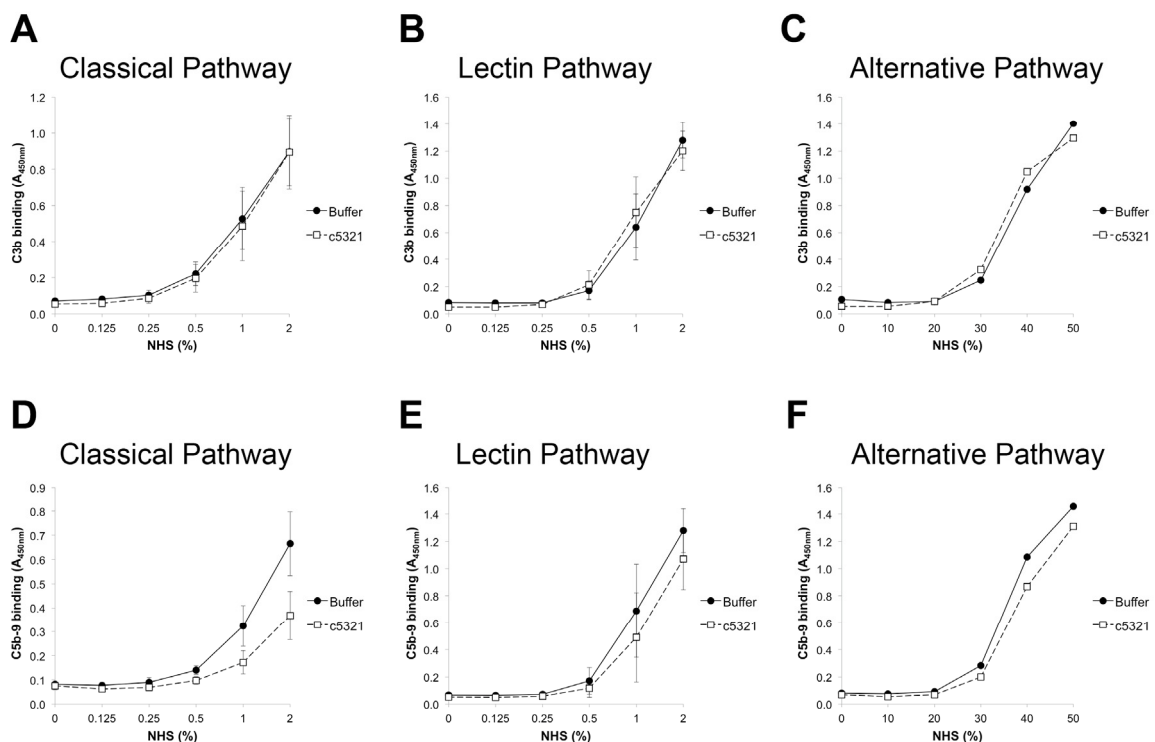 A
Classical Pathway
C3b binding (A450nm)
1.2
1.0
0.8
0.6
0.4
0.2
0.0
0 0.125 0.25 0.5 1 2
NHS (%)
Buffer
c5321
B
Lectin Pathway
C3b binding (A450nm)
1.6
1.4
1.2
1.0
0.8
0.6
0.4
0.2
0.0
0 0.125 0.25 0.5 1 2
NHS (%)
Buffer
c5321
C
Alternative Pathway
C3b binding (A450nm)
1.6
1.4
1.2
1.0
0.8
0.6
0.4
0.2
0.0
0 10 20 30 40 50
NHS (%)
Buffer
c5321
D
Classical Pathway
C5b-9 binding (A450nm)
0.9
0.8
0.7
0.6
0.5
0.4
0.3
0.2
0.1
0.0
0 0.125 0.25 0.5 1 2
NHS (%)
Buffer
c5321
E
Lectin Pathway
C5b-9 binding (A450nm)
1.6
1.4
1.2
1.0
0.8
0.6
0.4
0.2
0.0
0 0.125 0.25 0.5 1 2
NHS (%)
Buffer
c5321
F
Alternative Pathway
C5b-9 binding (A450nm)
1.6
1.4
1.2
1.0
0.8
0.6
0.4
0.2
0.0
0 10 20 30 40 50
NHS (%)
Buffer
c5321